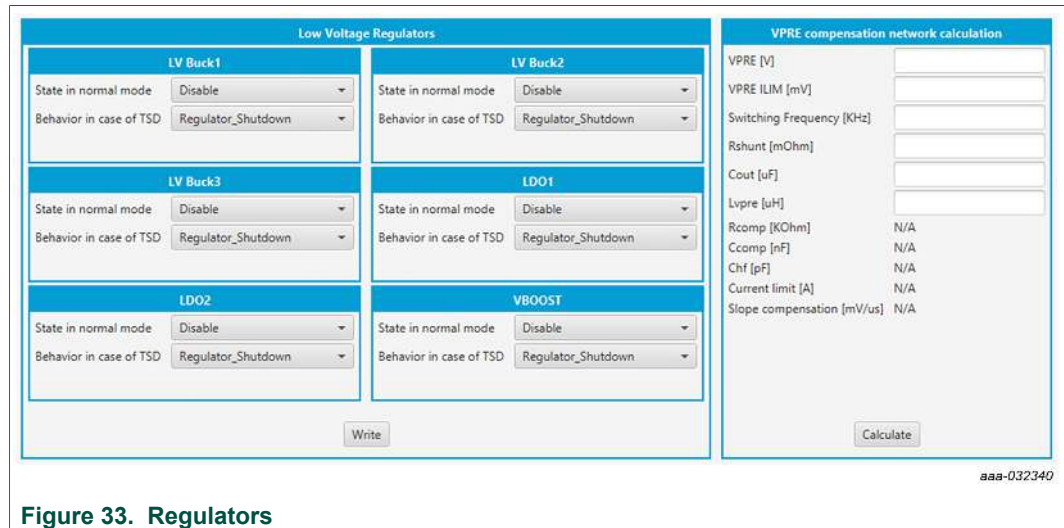 Low Voltage Regulators
LV Buck1
State in normal mode Disable
Behavior in case of TSD Regulator_Shutdown
LV Buck2
State in normal mode Disable
Behavior in case of TSD Regulator_Shutdown
LV Buck3
State in normal mode Disable
Behavior in case of TSD Regulator_Shutdown
LDO1
State in normal mode Disable
Behavior in case of TSD Regulator_Shutdown
LDO2
State in normal mode Disable
Behavior in case of TSD Regulator_Shutdown
VBOOST
State in normal mode Disable
Behavior in case of TSD Regulator_Shutdown
Write
VPRE compensation network calculation
VPRE [V]
VPRE ILIM [mV]
Switching Frequency [KHz]
Rshunt [mOhm]
Cout [uF]
Lvpre [uH]
Rcomp [KOhm] N/A
Ccomp [nF] N/A
Chf [pF] N/A
Current limit [A] N/A
Slope compensation [mV/us] N/A
Calculate
aaa-032340
Figure 33. Regulators